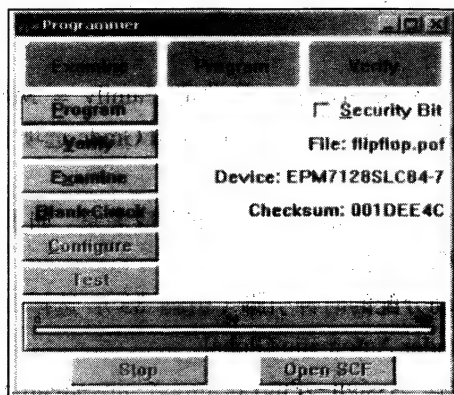 Programmer
Examine Program Verify
Program
Security Bit
Verify
File: flipflop.pof
Examine
Device: EPM7128SLC84-7
Blank-Check
Checksum: 001DEE4C
Configure
Test
0
Stop Open SCF